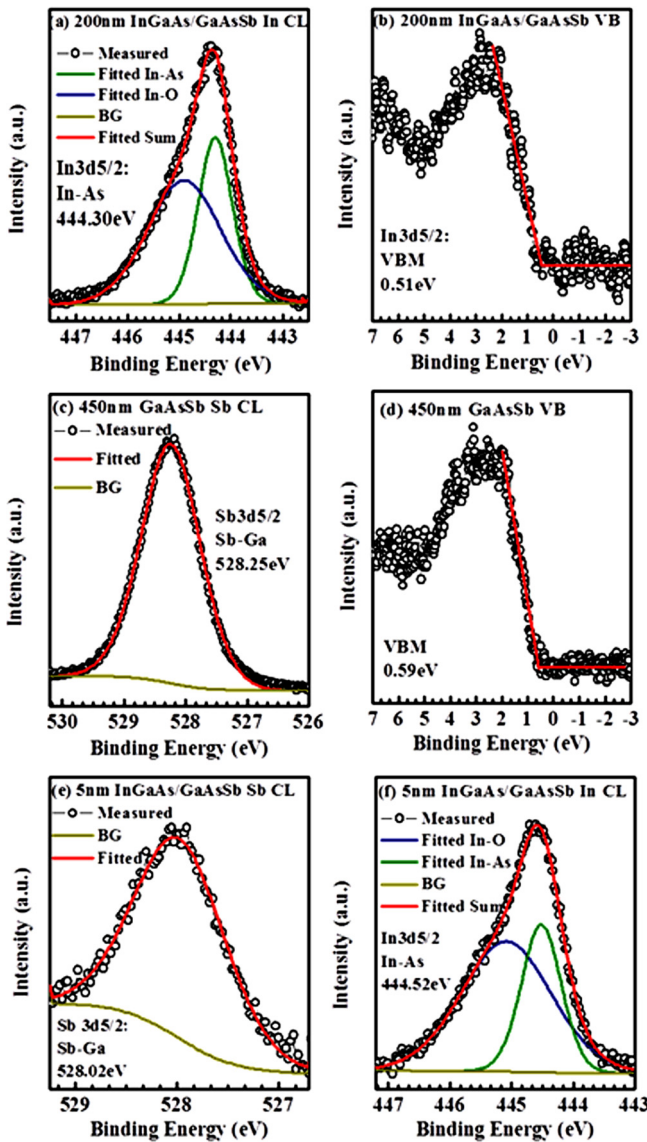 (a) 200nm InGaAs/GaAsSb In CL
—o— Measured
Fitted In-As
Fitted In-O
BG
Fitted Sum
In3d5/2:
In-As
444.30eV
Intensity (a.u.)
447 446 445 444 443
Binding Energy (eV)
(b) 200nm InGaAs/GaAsSb VB
In3d5/2:
VBM
0.51eV
Intensity (a.u.)
7 6 5 4 3 2 1 0 -1 -2 -3
Binding Energy (eV)
(c) 450nm GaAsSb Sb CL
—o— Measured
Fitted
BG
Sb3d5/2
Sb-Ga
528.25eV
Intensity (a.u.)
530 529 528 527 526
Binding Energy (eV)
(d) 450nm GaAsSb VB
VBM
0.59eV
Intensity (a.u.)
7 6 5 4 3 2 1 0 -1 -2 -3
Binding Energy (eV)
(e) 5nm InGaAs/GaAsSb Sb CL
—o— Measured
BG
Fitted
Sb 3d5/2:
Sb-Ga
528.02eV
Intensity (a.u.)
529 528 527
Binding Energy (eV)
(f) 5nm InGaAs/GaAsSb In CL
—o— Measured
Fitted In-O
Fitted In-As
BG
Fitted Sum
In3d5/2
In-As
444.52eV
Intensity (a.u.)
447 446 445 444 443
Binding Energy (eV)